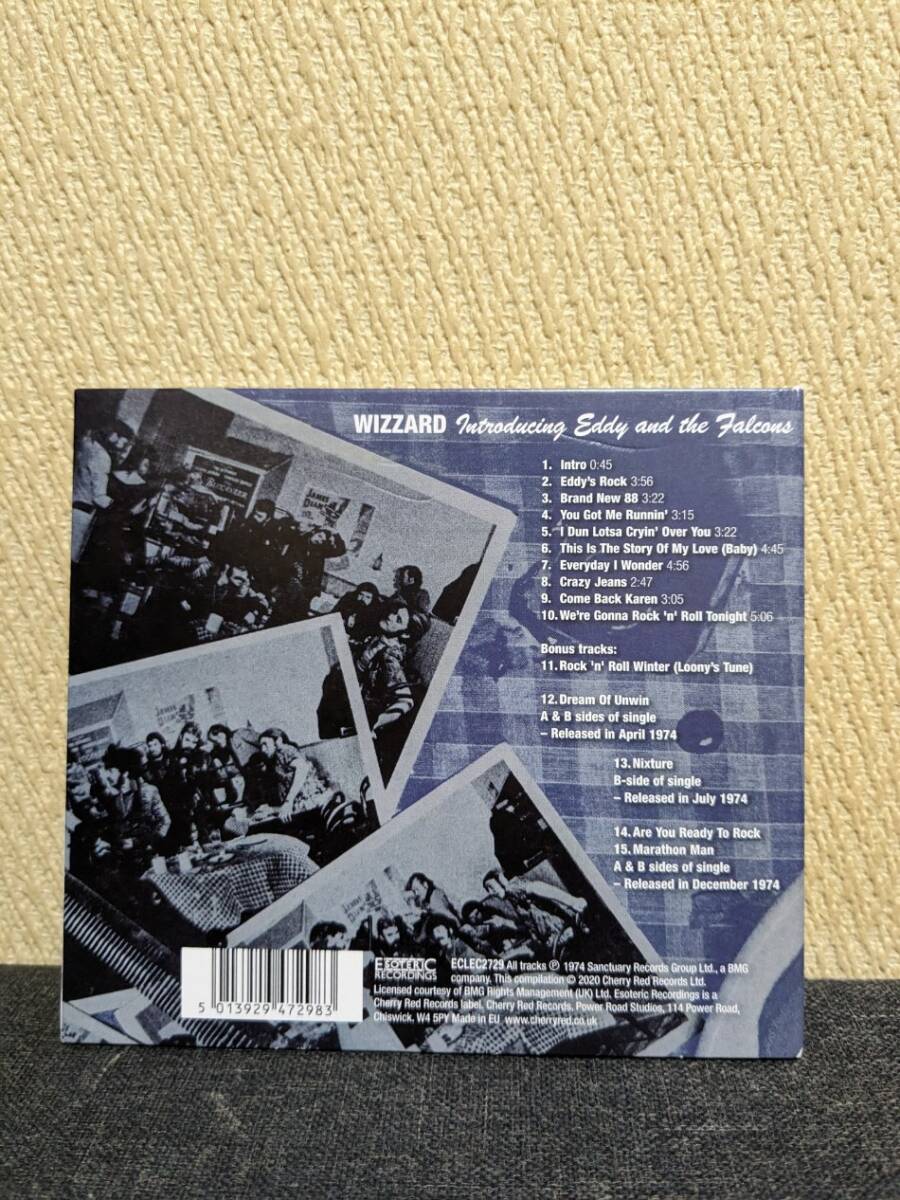 WIZZARD Introducing Eddy and the Falcons
1. Intro 0:45
2. Eddy's Rock 3:56
3. Brand New 88 3:22
4. You Got Me Runnin' 3:15
5. I Dun Lotsa Cryin' Over You 3:22
6. This Is The Story Of My Love (Baby) 4:45
7. Everyday I Wonder 4:56
8. Crazy Jeans 2:47
9. Come Back Karen 3:05
10. We're Gonna Rock 'n' Roll Tonight 5:06
Bonus tracks:
11. Rock 'n' Roll Winter (Loony's Tune)
12. Dream Of Unwin
A & B sides of single
– Released in April 1974
13. Nixture
B-side of single
– Released in July 1974
14. Are You Ready To Rock
15. Marathon Man
A & B sides of single
– Released in December 1974
JAMES DEAN
5 013929 472983
ESOTERIC
RECORDINGS
ECLEC2729 All tracks ℗ 1974 Sanctuary Records Group Ltd., a BMG
company. This compilation © 2020 Cherry Red Records Ltd.
Licensed courtesy of BMG Rights Management (UK) Ltd. Esoteric Recordings is a
Cherry Red Records label, Cherry Red Records, Power Road Studios, 114 Power Road,
Chiswick, W4 5PY Made in EU www.cherryred.co.uk